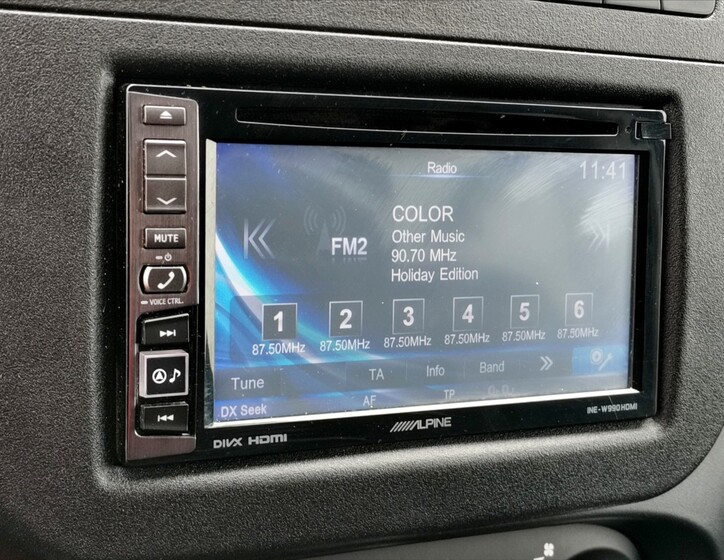 Radio
11:41
COLOR
Other Music
90.70 MHz
Holiday Edition
FM2
MUTE
VOICE CTRL.
1 2 3 4 5 6
87.50MHz 87.50MHz 87.50MHz 87.50MHz 87.50MHz 87.50MHz
Tune TA Info Band
DX Seek AF TP
DIVX HDMI
ALPINE
INE-W990HDMI